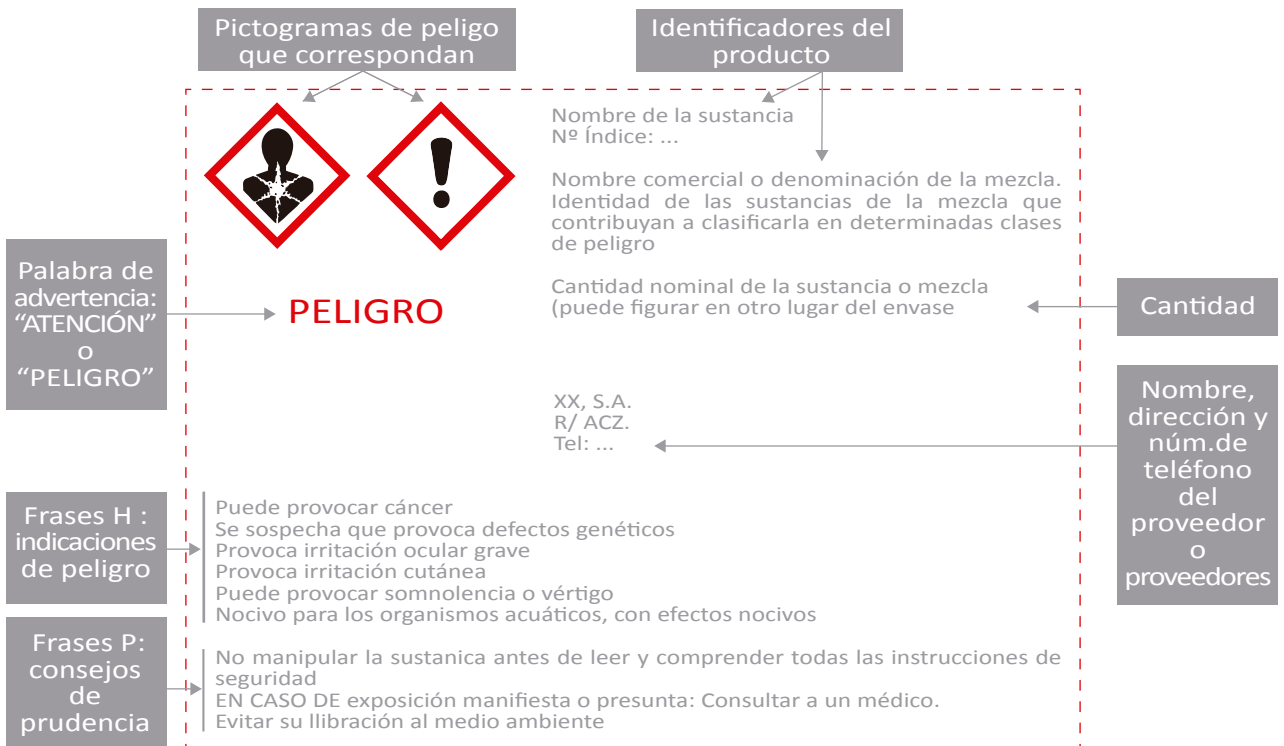 Pictogramas de peligo
que correspondan
Identificadores del
producto
Nombre de la sustancia
Nº Índice: ...
Nombre comercial o denominación de la mezcla.
Identidad de las sustancias de la mezcla que
contribuyan a clasificarla en determinadas clases
de peligro
Palabra de
advertencia:
“ATENCIÓN”
o
“PELIGRO”
PELIGRO
Cantidad nominal de la sustancia o mezcla
(puede figurar en otro lugar del envase
Cantidad
XX, S.A.
R/ ACZ.
Tel: ...
Nombre,
dirección y
núm.de
teléfono
del
proveedor
o
proveedores
Frases H :
indicaciones
de peligro
Puede provocar cáncer
Se sospecha que provoca defectos genéticos
Provoca irritación ocular grave
Provoca irritación cutánea
Puede provocar somnolencia o vértigo
Nocivo para los organismos acuáticos, con efectos nocivos
Frases P:
consejos
de
prudencia
No manipular la sustanica antes de leer y comprender todas las instrucciones de
seguridad
EN CASO DE exposición manifiesta o presunta: Consultar a un médico.
Evitar su llibración al medio ambiente